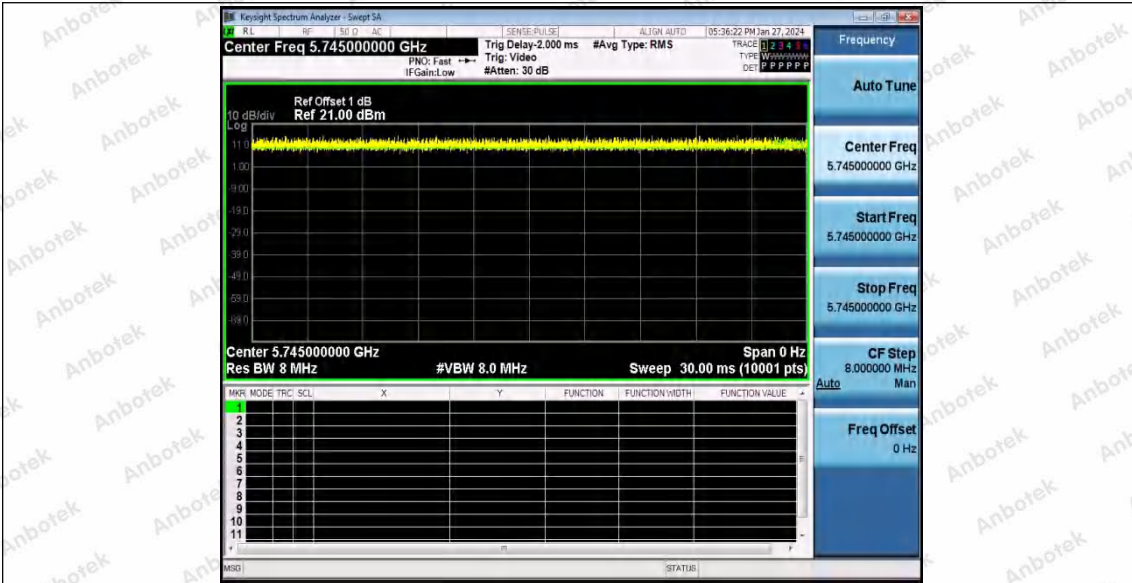 Keysight Spectrum Analyzer - Swept SA
RL RF 50 Ω AC SENSE:PULSE ALIGN AUTO 05:36:22 PM Jan 27, 2024
Center Freq 5.745000000 GHz
PNO: Fast
IFGain:Low
Trig Delay-2.000 ms
Trig: Video
#Atten: 30 dB
#Avg Type: RMS
TRACE 1 2 3 4 5 6
TYPE W
DET P P P P P P
Ref Offset 1 dB
10 dB/div Ref 21.00 dBm
Log
11.0
1.00
-9.00
-19.0
-29.0
-39.0
-49.0
-59.0
-69.0
Center 5.745000000 GHz Span 0 Hz
Res BW 8 MHz #VBW 8.0 MHz Sweep 30.00 ms (10001 pts)
MKR MODE TRC SCL X Y FUNCTION FUNCTION WIDTH FUNCTION VALUE
1
2
3
4
5
6
7
8
9
10
11
MSG STATUS
Frequency
Auto Tune
Center Freq
5.745000000 GHz
Start Freq
5.745000000 GHz
Stop Freq
5.745000000 GHz
CF Step
8.000000 MHz
Auto Man
Freq Offset
0 Hz
Anbotek